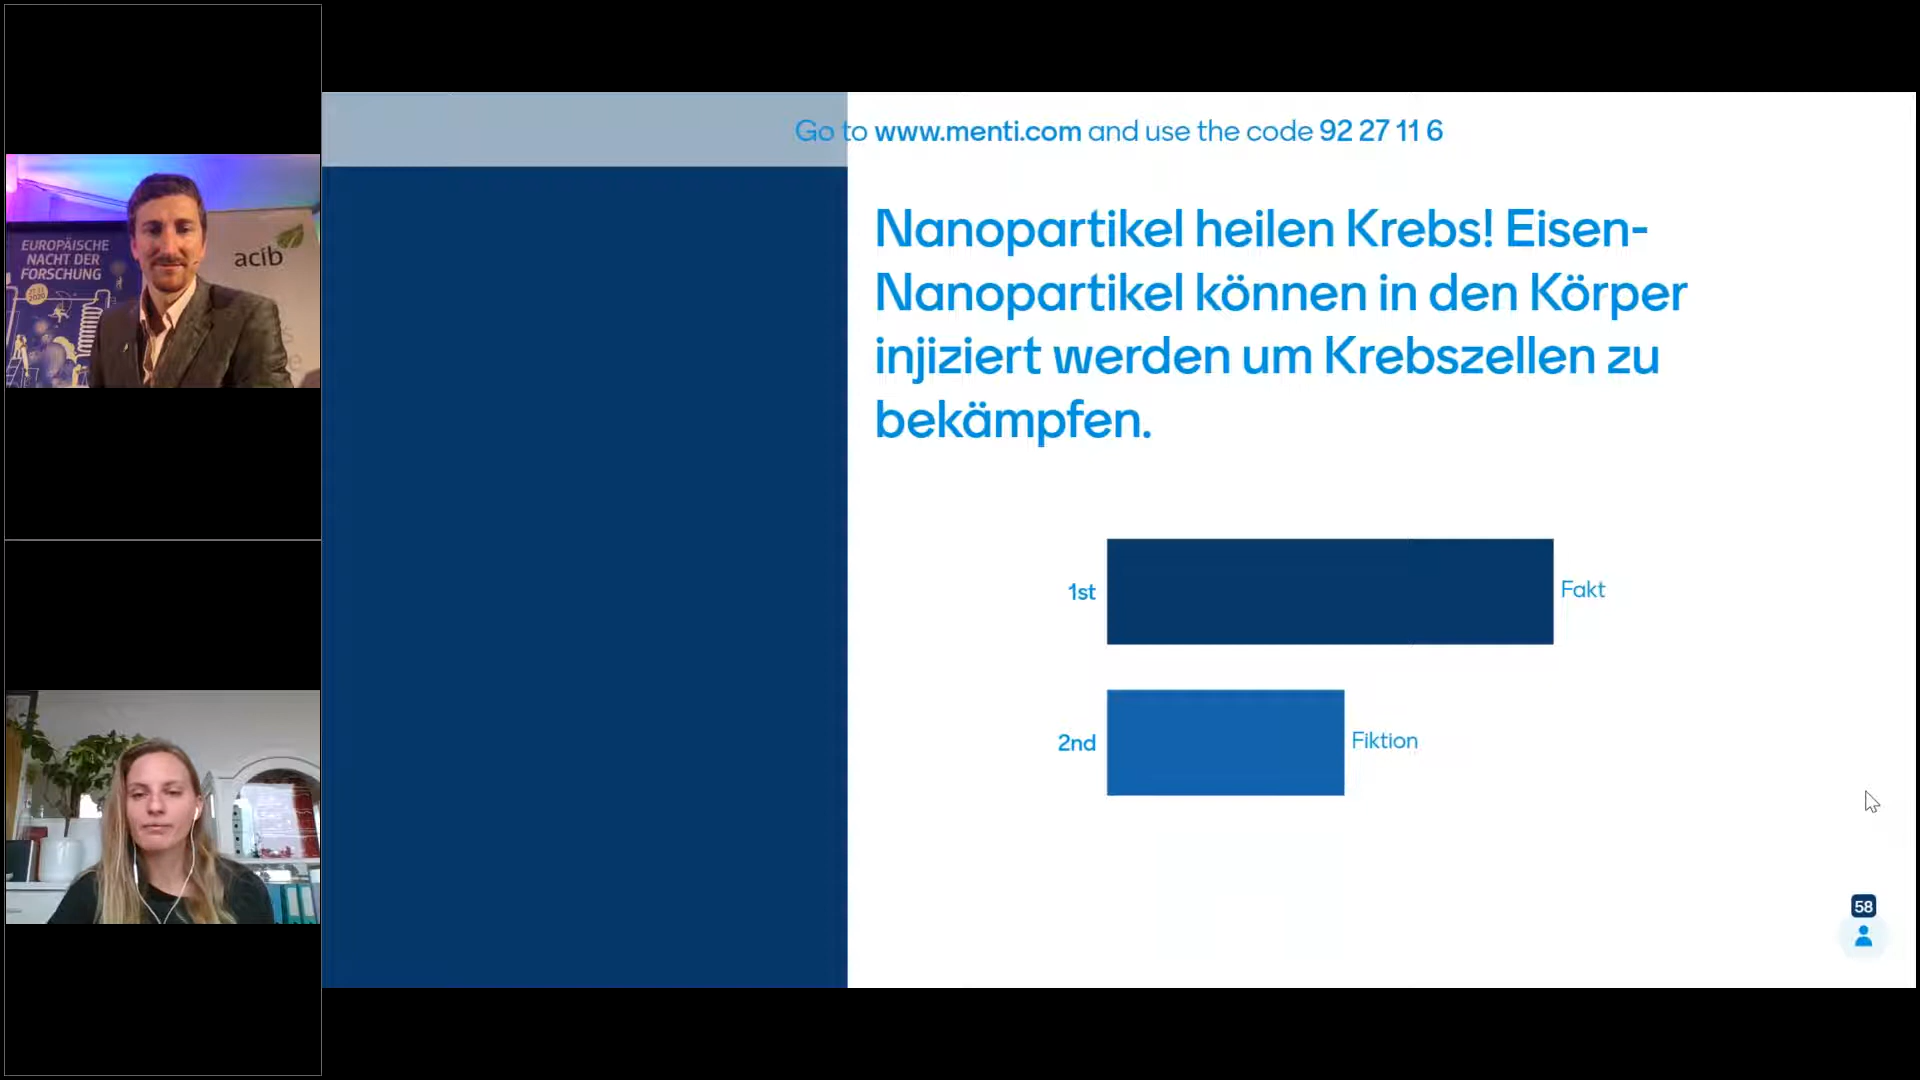 EUROPÄISCHE
NACHT DER
FORSCHUNG
2020
acib
Go to www.menti.com and use the code 92 27 11 6
Nanopartikel heilen Krebs! Eisen-
Nanopartikel können in den Körper
injiziert werden um Krebszellen zu
bekämpfen.
1st
Fakt
2nd
Fiktion
58